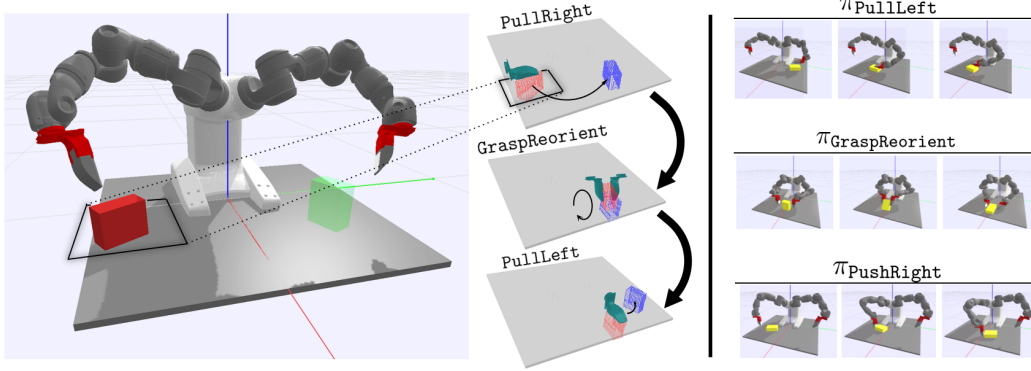 PullRight
GraspReorient
PullLeft
πPullLeft
πGraspReorient
πPushRight